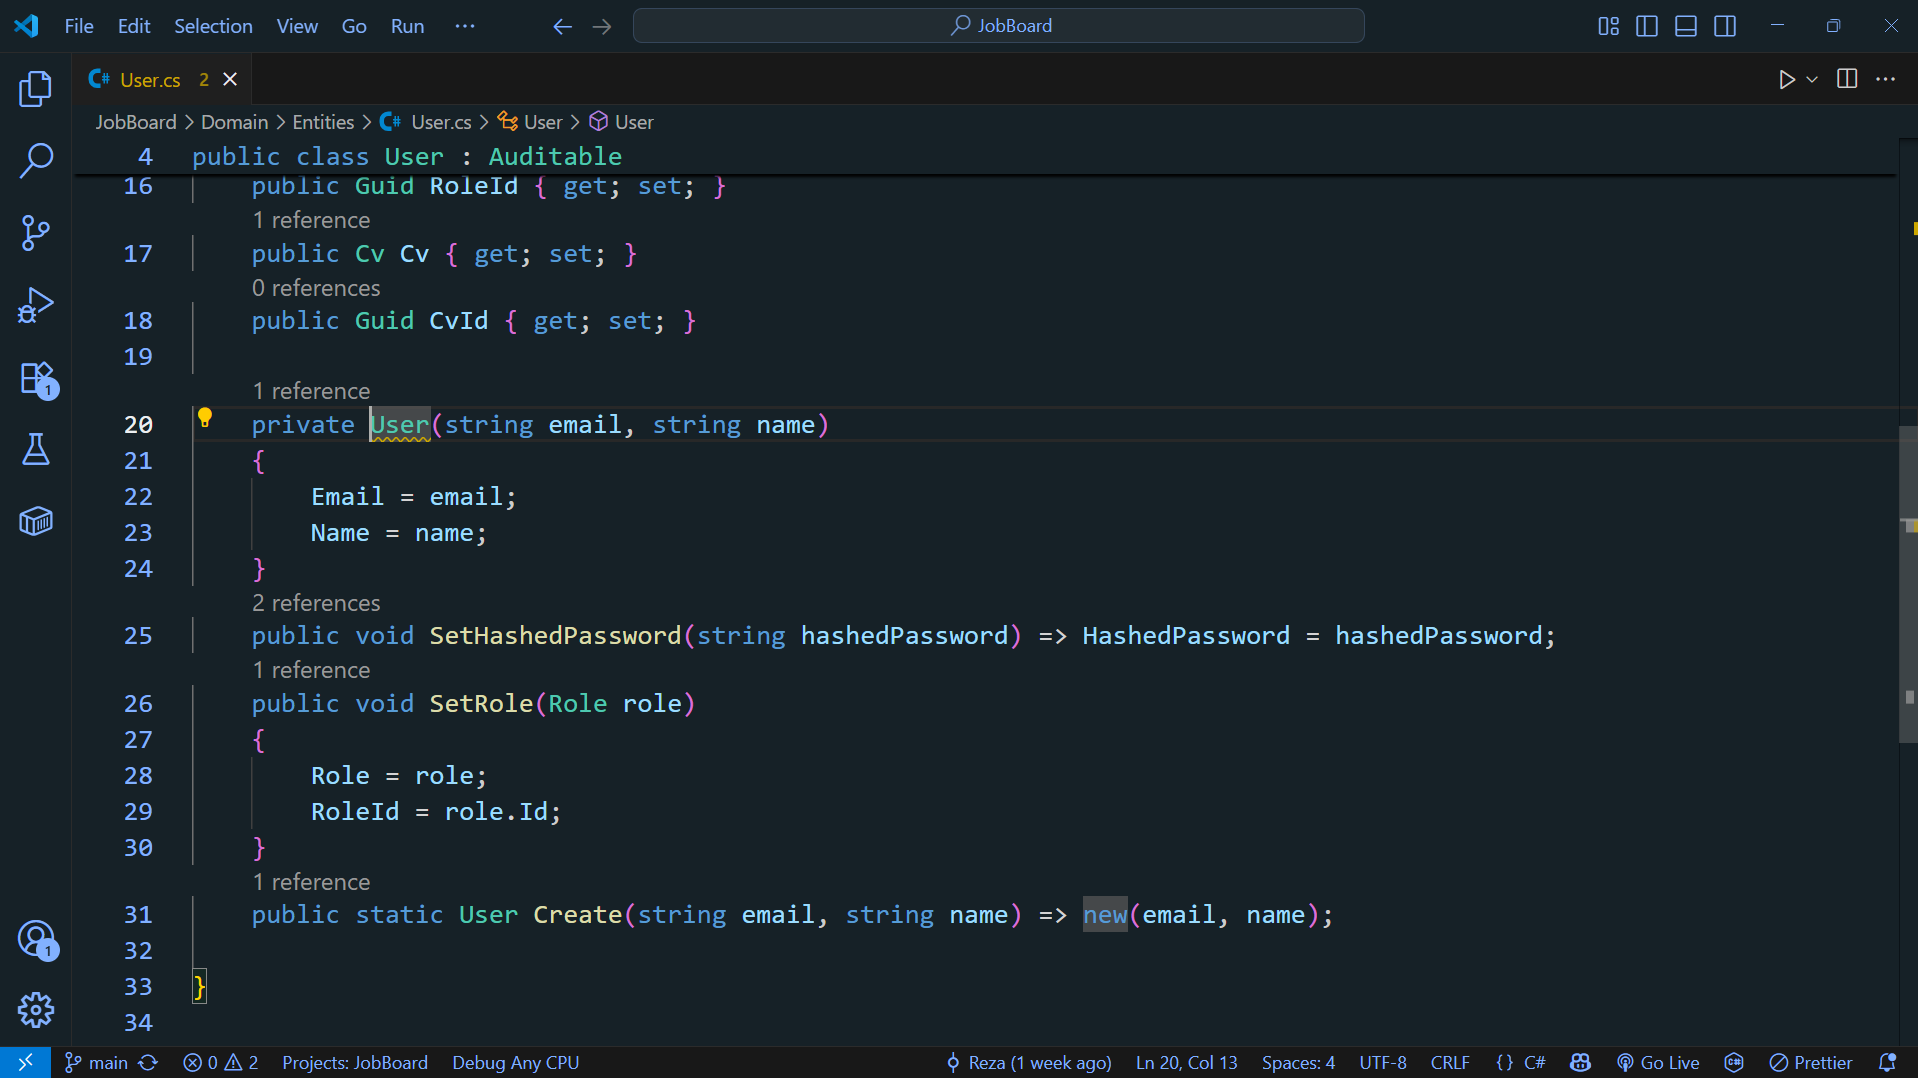 File Edit Selection View Go Run ··· JobBoard
User.cs 2
JobBoard > Domain > Entities > User.cs > User > User
4 public class User : Auditable
16 public Guid RoleId { get; set; }
1 reference
17 public Cv Cv { get; set; }
0 references
18 public Guid CvId { get; set; }
19
1 reference
20 private User(string email, string name)
21 {
22 Email = email;
23 Name = name;
24 }
2 references
25 public void SetHashedPassword(string hashedPassword) => HashedPassword = hashedPassword;
1 reference
26 public void SetRole(Role role)
27 {
28 Role = role;
29 RoleId = role.Id;
30 }
1 reference
31 public static User Create(string email, string name) => new(email, name);
32
33 }
34
1
1
main 0 2 Projects: JobBoard Debug Any CPU Reza (1 week ago) Ln 20, Col 13 Spaces: 4 UTF-8 CRLF {} C# Go Live Prettier